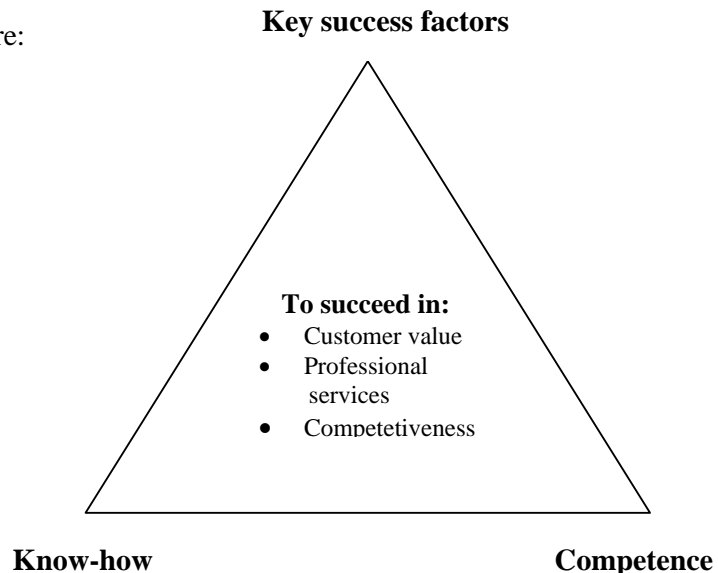 Key success factors
re:
To succeed in:
• Customer value
• Professional
services
• Competetiveness
Know-how
Competence